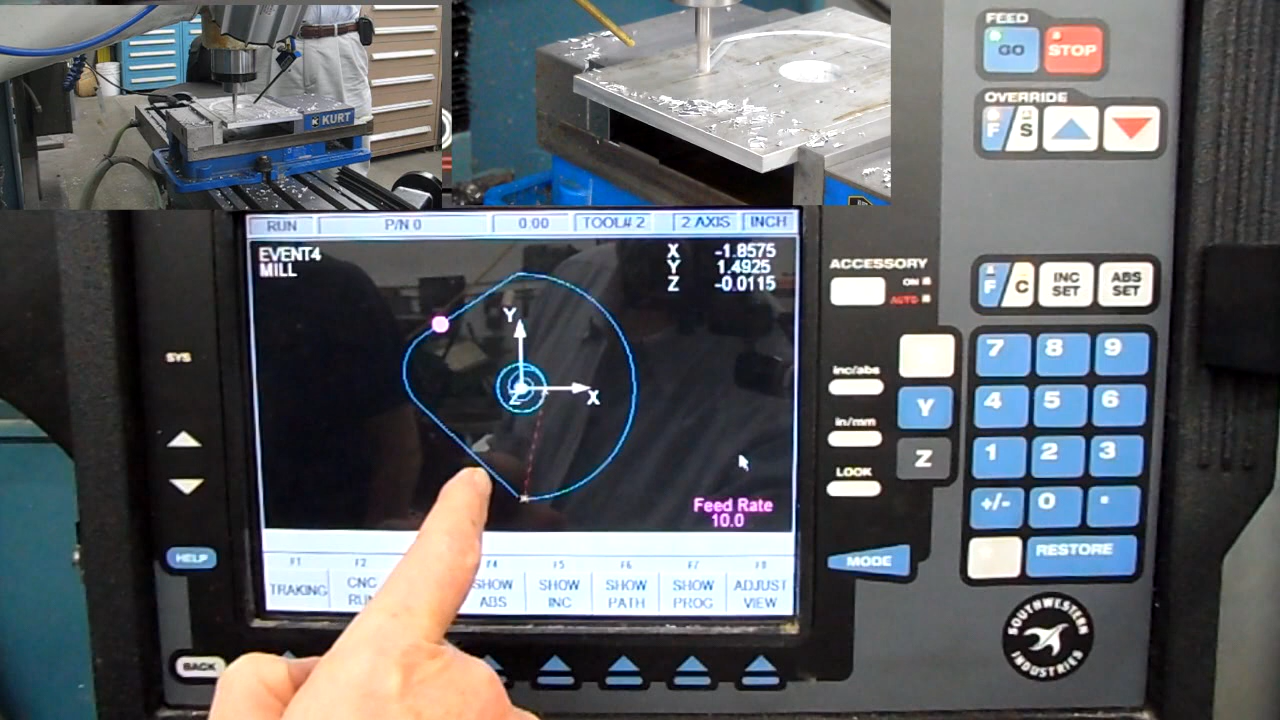 KURT
FEED
GO
STOP
OVERRIDE
F
S
RUN
P/N 0
0.00
TOOL# 2
2 AXIS
INCH
EVENT4
MILL
X -1.8575
Y 1.4925
Z -0.0115
Y
X
Z
Feed Rate
10.0
F1
F2
F4
F5
F6
F7
F8
TRAKING
CNC
RUN
SHOW
ABS
SHOW
INC
SHOW
PATH
SHOW
PROG
ADJUST
VIEW
SYS
HELP
BACK
ACCESSORY
ON
AUTO
inc/abs
in/mm
LOOK
MODE
F
C
INC
SET
ABS
SET
Y
Z
7
8
9
4
5
6
1
2
3
+/-
0
.
RESTORE
SOUTHWESTERN
INDUSTRIES